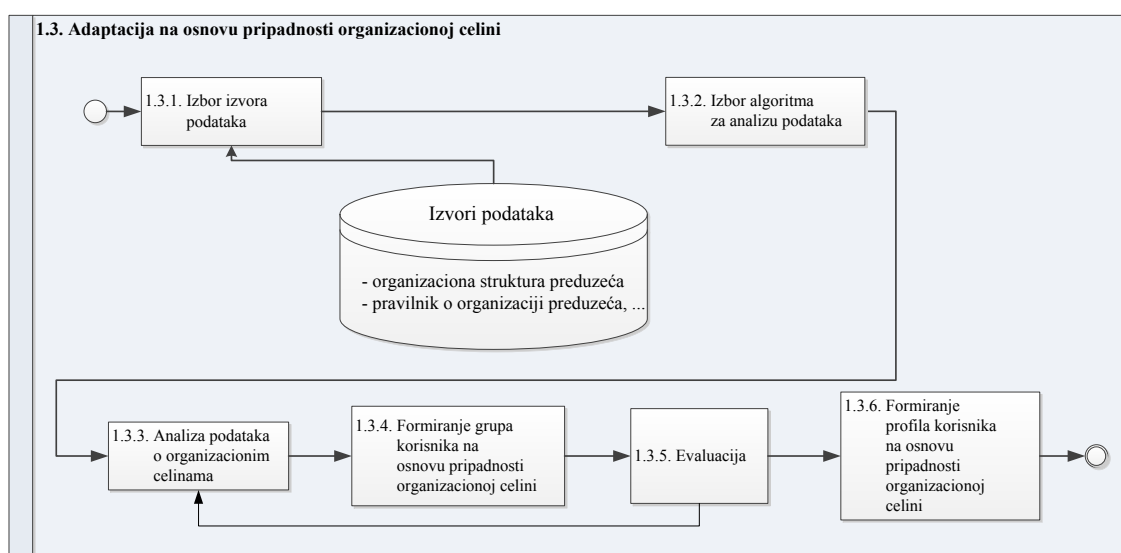 1.3. Adaptacija na osnovu pripadnosti organizacionoj celini
1.3.1. Izbor izvora
podataka
1.3.2. Izbor algoritma
za analizu podataka
Izvori podataka
- organizaciona struktura preduzeća
- pravilnik o organizaciji preduzeća, ...
1.3.3. Analiza podataka
o organizacionim
celinama
1.3.4. Formiranje grupa
korisnika na
osnovu pripadnosti
organizacionoj celini
1.3.5. Evaluacija
1.3.6. Formiranje
profila korisnika
na osnovu
pripadnosti
organizacionoj
celini